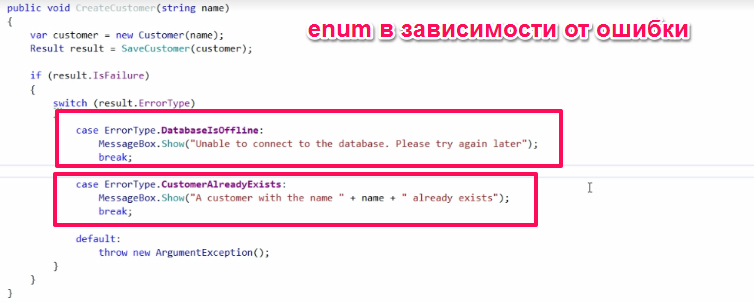 public void CreateCustomer(string name)
enum в зависимости от ошибки
{
var customer = new Customer(name);
Result result = SaveCustomer(customer);
if (result.IsFailure)
{
switch (result.ErrorType)
{
case ErrorType.DatabaseIsOffline:
MessageBox.Show("Unable to connect to the database. Please try again later");
break;
case ErrorType.CustomerAlreadyExists:
MessageBox.Show("A customer with the name " + name + " already exists");
break;
default:
throw new ArgumentException();
}
}
}